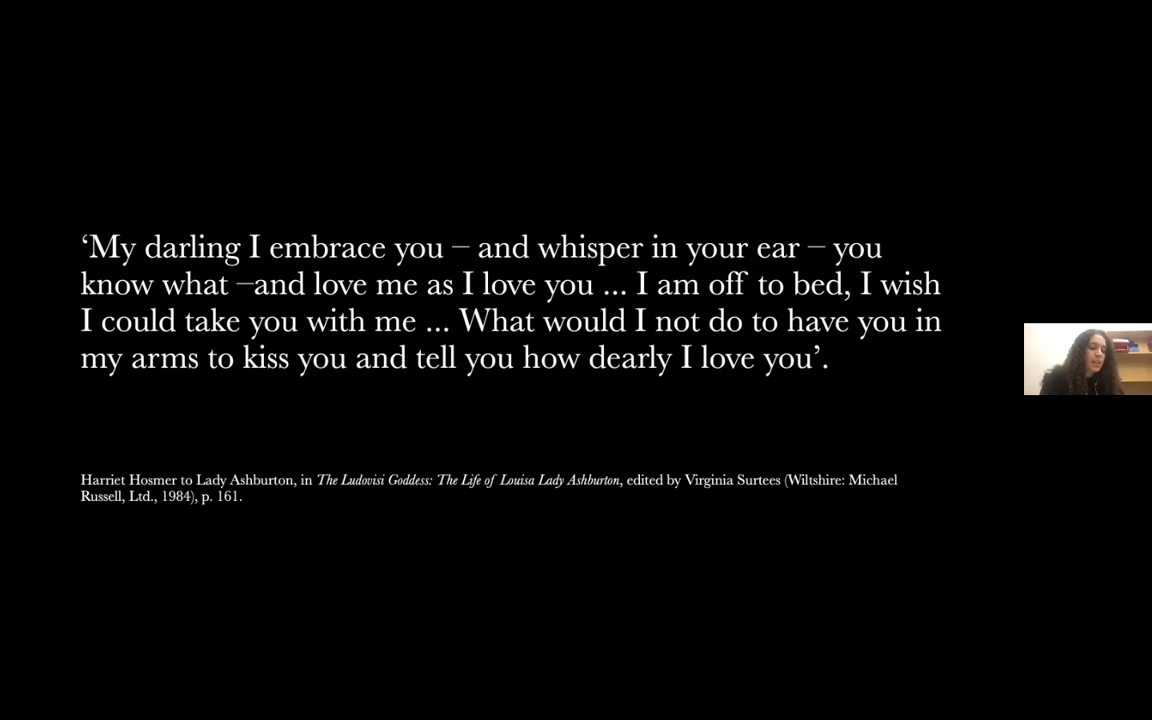 ‘My darling I embrace you – and whisper in your ear – you
know what –and love me as I love you ... I am off to bed, I wish
I could take you with me ... What would I not do to have you in
my arms to kiss you and tell you how dearly I love you’.
Harriet Hosmer to Lady Ashburton, in The Ludovisi Goddess: The Life of Louisa Lady Ashburton, edited by Virginia Surtees (Wiltshire: Michael
Russell, Ltd., 1984), p. 161.